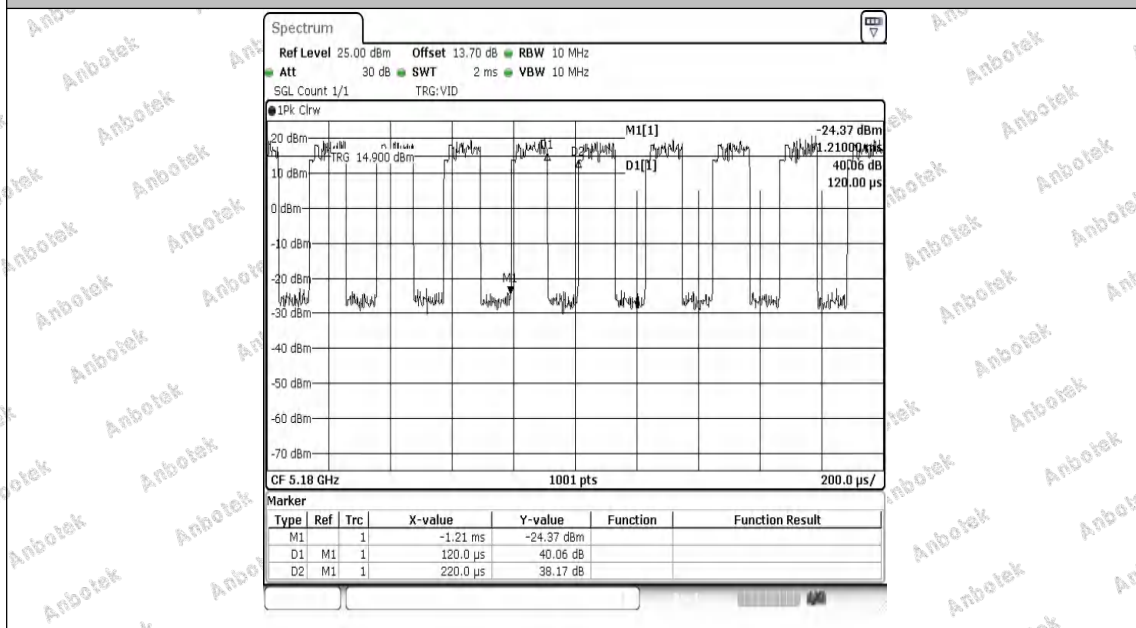 Spectrum
Ref Level 25.00 dBm Offset 13.70 dB RBW 10 MHz
Att 30 dB SWT 2 ms VBW 10 MHz
SGL Count 1/1 TRG:VID
1Pk Clrw
M1[1] -24.37 dBm
20 dBm
D1 D2
TRG 14.900 dBm
D1[1] 40.06 dB
10 dBm
120.00 µs
0 dBm
-10 dBm
-20 dBm
M1
-30 dBm
-40 dBm
-50 dBm
-60 dBm
-70 dBm
CF 5.18 GHz 1001 pts 200.0 µs/
Marker
Type Ref Trc X-value Y-value Function Function Result
M1 1 -1.21 ms -24.37 dBm
D1 M1 1 120.0 µs 40.06 dB
D2 M1 1 220.0 µs 38.17 dB
Anbotek